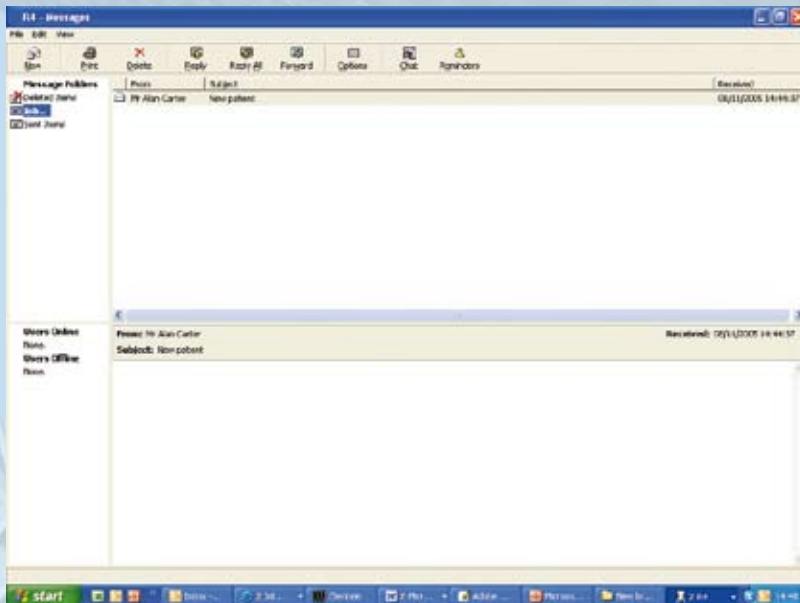 R4 - Messages
File Edit View
New Print Delete Reply Reply All Forward Options Chat Reminders
Message Folders
Deleted Items
Sent Items
From Subject Received
Mr Alan Carter New patient 08/11/2005 14:44:37
Users Online
None.
Users Offline
None.
From: Mr Alan Carter Received: 08/11/2005 14:44:37
Subject: New patient
start